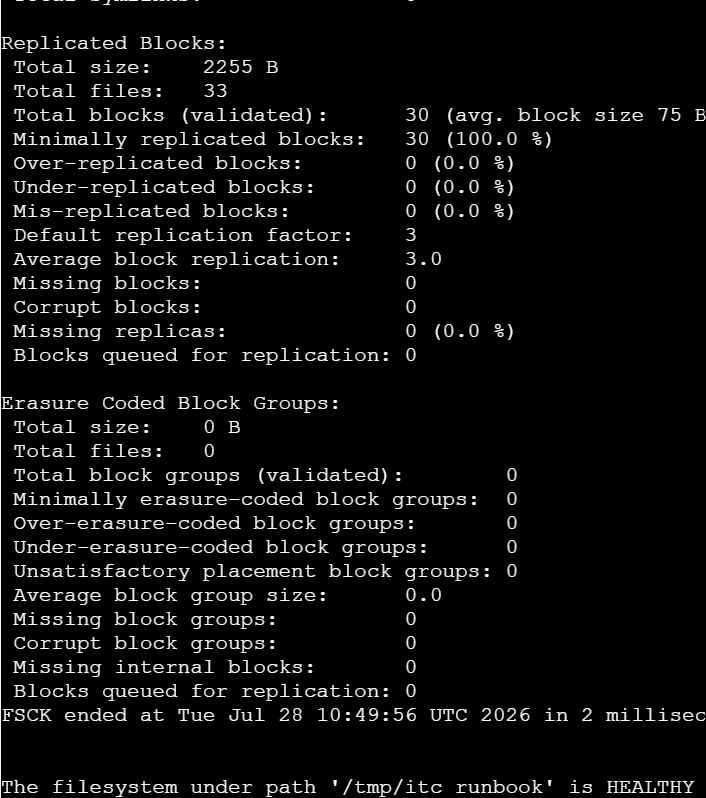 Replicated Blocks:
 Total size:    2255 B
 Total files:   33
 Total blocks (validated):      30 (avg. block size 75 B
 Minimally replicated blocks:   30 (100.0 %)
 Over-replicated blocks:        0 (0.0 %)
 Under-replicated blocks:       0 (0.0 %)
 Mis-replicated blocks:         0 (0.0 %)
 Default replication factor:    3
 Average block replication:     3.0
 Missing blocks:                0
 Corrupt blocks:                0
 Missing replicas:              0 (0.0 %)
 Blocks queued for replication: 0

Erasure Coded Block Groups:
 Total size:    0 B
 Total files:   0
 Total block groups (validated):        0
 Minimally erasure-coded block groups:  0
 Over-erasure-coded block groups:       0
 Under-erasure-coded block groups:      0
 Unsatisfactory placement block groups: 0
 Average block group size:      0.0
 Missing block groups:          0
 Corrupt block groups:          0
 Missing internal blocks:       0
 Blocks queued for replication: 0
FSCK ended at Tue Jul 28 10:49:56 UTC 2026 in 2 millisec


The filesystem under path '/tmp/itc runbook' is HEALTHY